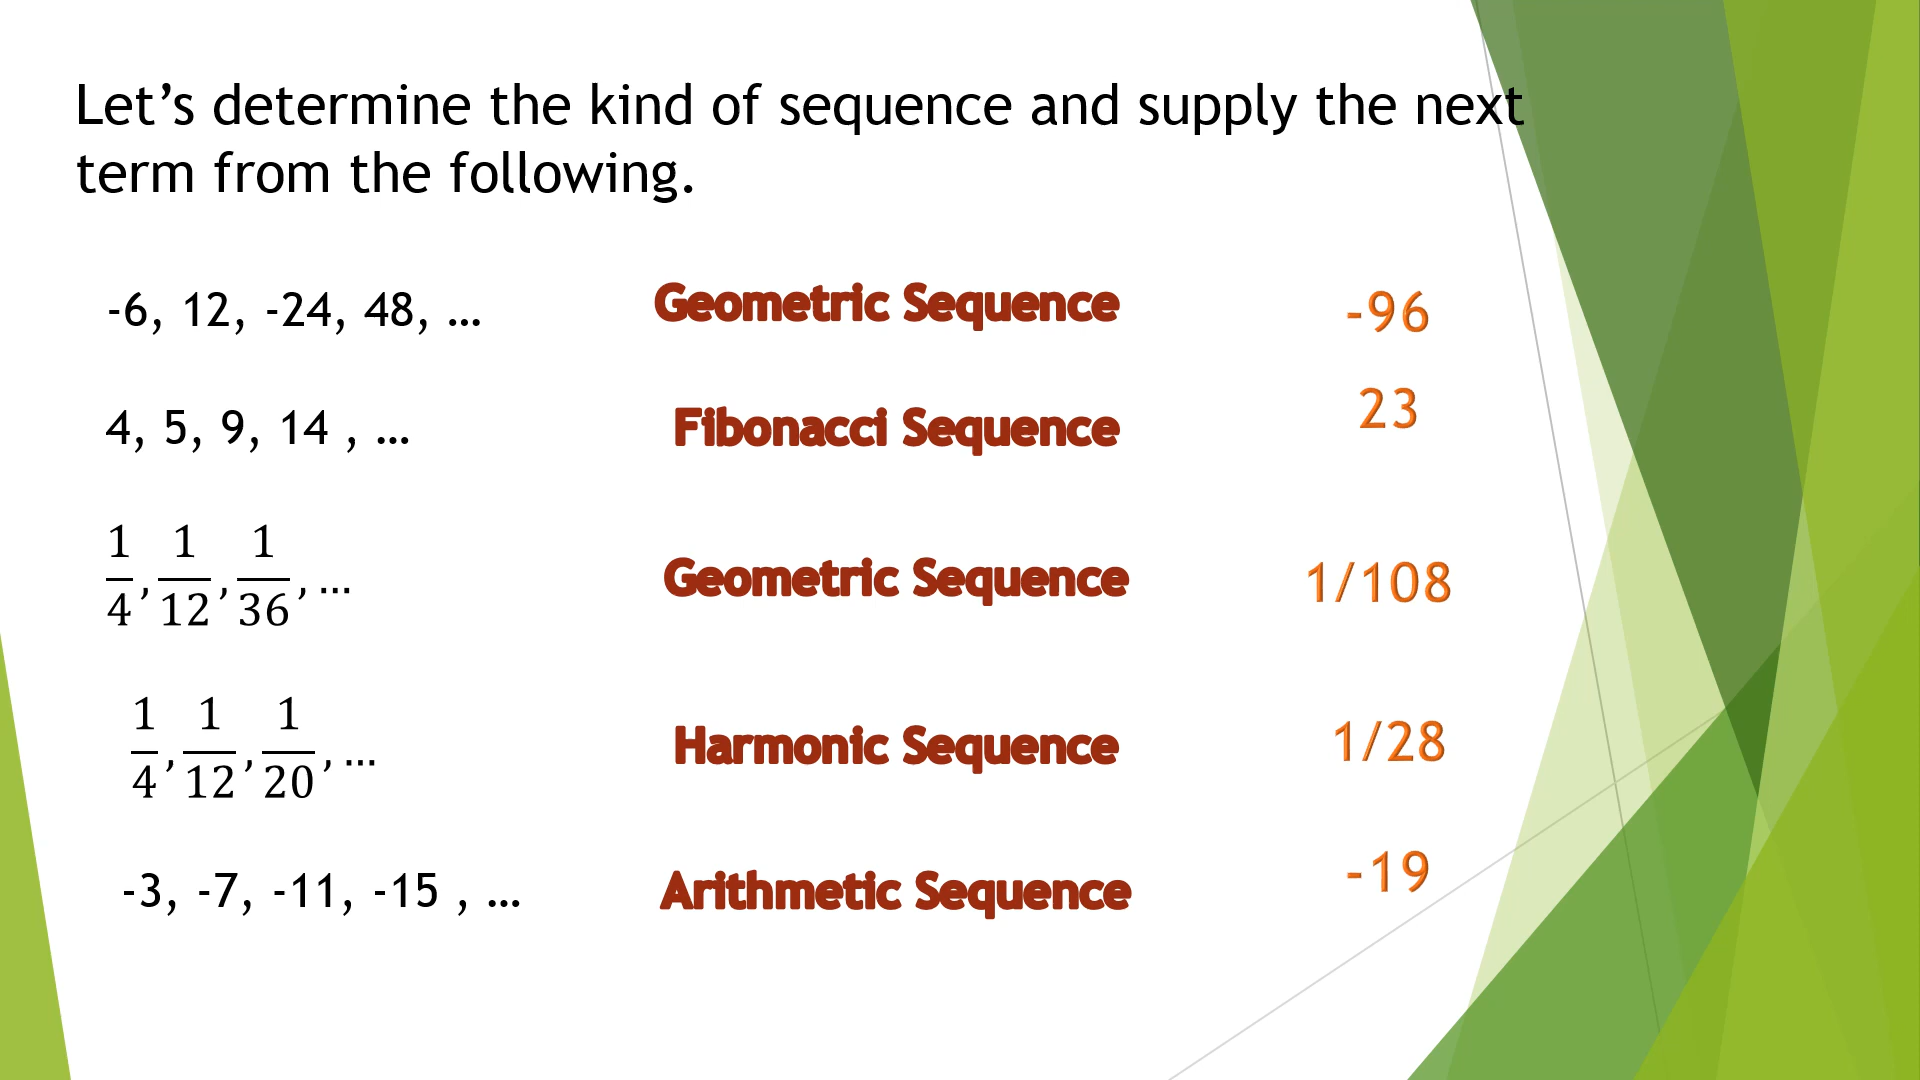 Let’s determine the kind of sequence and supply the next
term from the following.
-6, 12, -24, 48, … Geometric Sequence -96
4, 5, 9, 14 , … Fibonacci Sequence 23
1/4, 1/12, 1/36, … Geometric Sequence 1/108
1/4, 1/12, 1/20, … Harmonic Sequence 1/28
-3, -7, -11, -15 , … Arithmetic Sequence -19